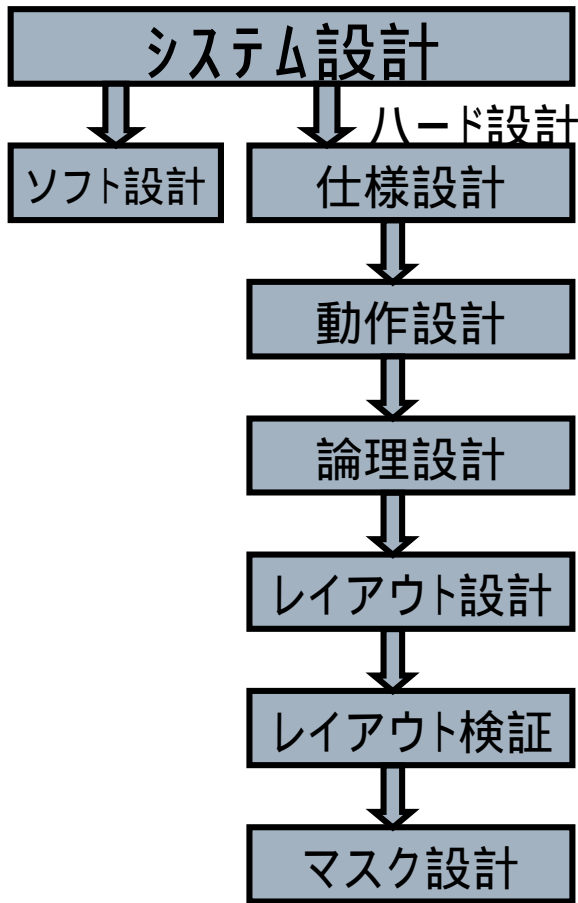 システム設計
ハード設計
ソフト設計
仕様設計
動作設計
論理設計
レイアウト設計
レイアウト検証
マスク設計